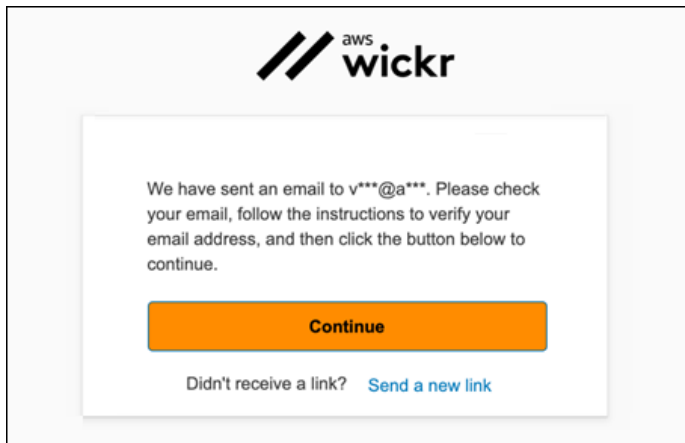 aws
wickr
We have sent an email to v***@a***. Please check
your email, follow the instructions to verify your
email address, and then click the button below to
continue.
Continue
Didn't receive a link? Send a new link